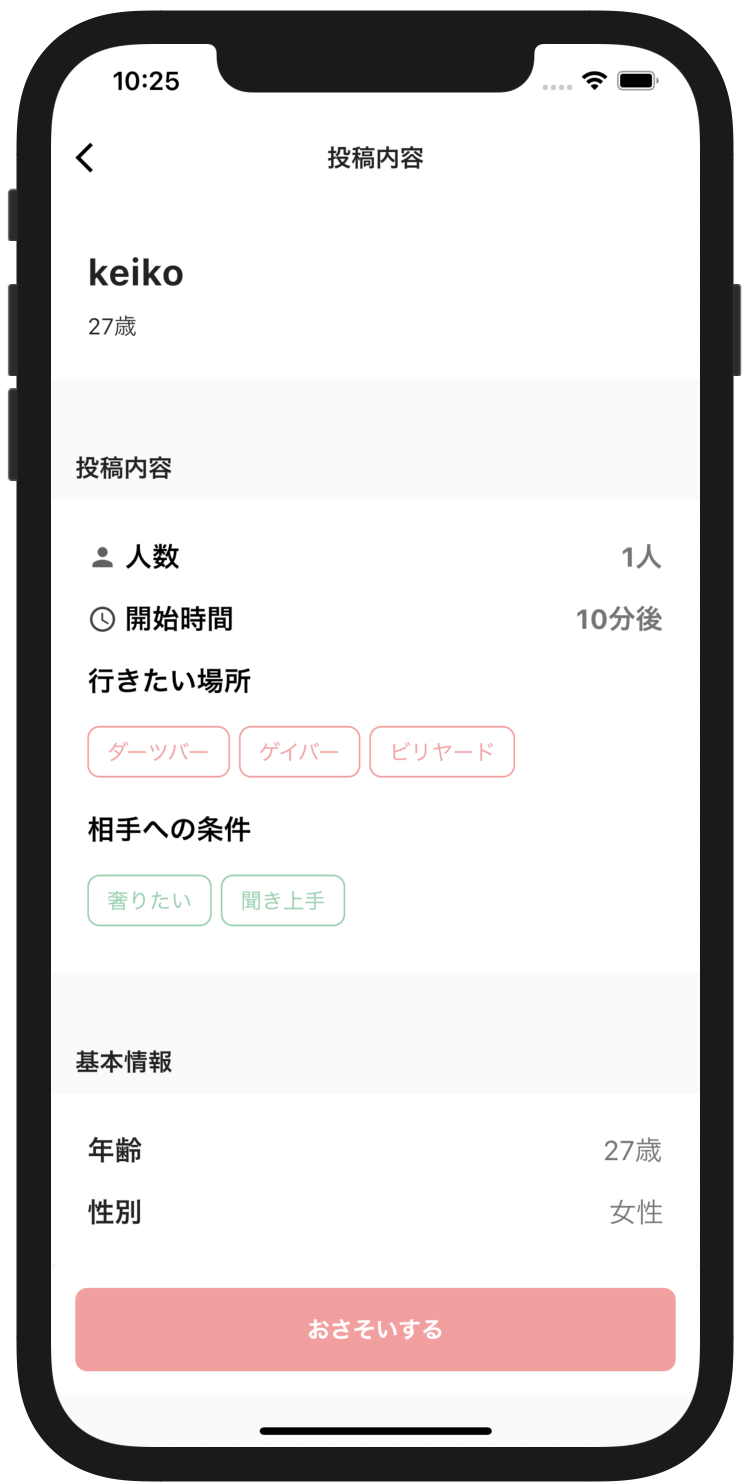 10:25
投稿内容
keiko
27歳
投稿内容
人数 1人
開始時間 10分後
行きたい場所
ダーツバー ゲイバー ビリヤード
相手への条件
奢りたい 聞き上手
基本情報
年齢 27歳
性別 女性
おさそいする